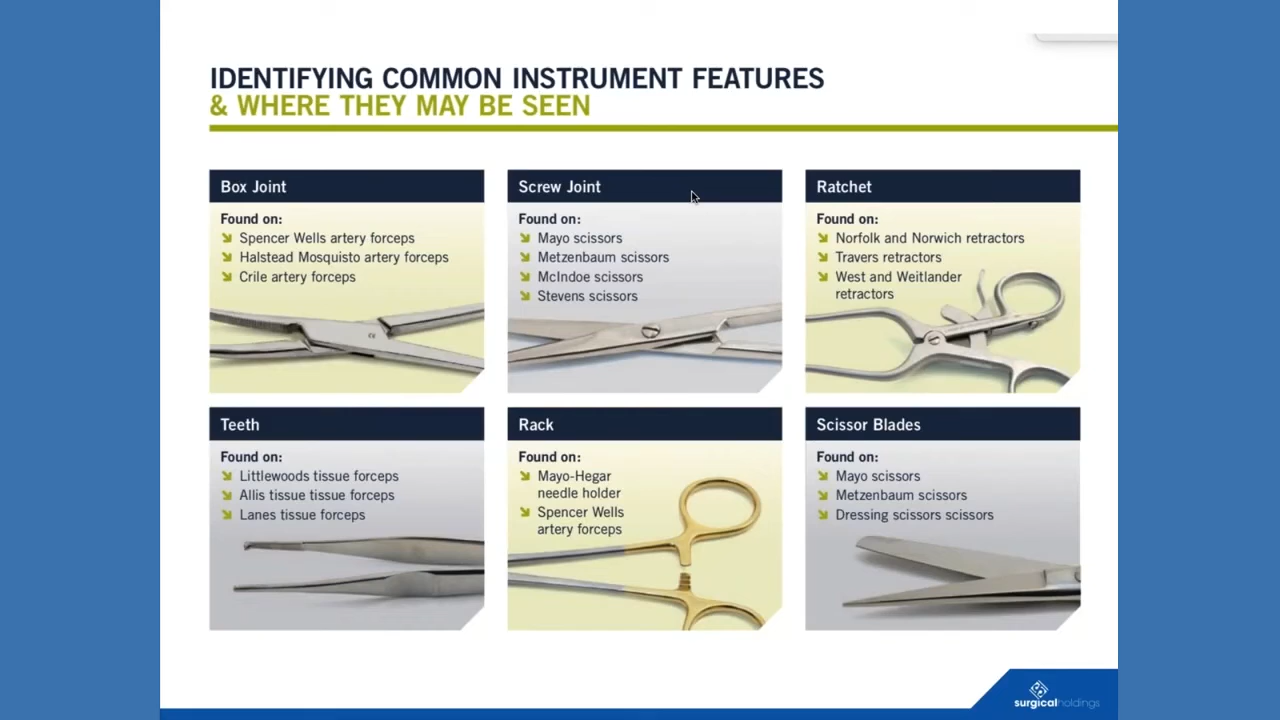 IDENTIFYING COMMON INSTRUMENT FEATURES
& WHERE THEY MAY BE SEEN
Box Joint
Found on:
Spencer Wells artery forceps
Halstead Mosquisto artery forceps
Crile artery forceps
Screw Joint
Found on:
Mayo scissors
Metzenbaum scissors
McIndoe scissors
Stevens scissors
Ratchet
Found on:
Norfolk and Norwich retractors
Travers retractors
West and Weitlander
retractors
CE
Teeth
Found on:
Littlewoods tissue forceps
Allis tissue tissue forceps
Lanes tissue forceps
Rack
Found on:
Mayo-Hegar
needle holder
Spencer Wells
artery forceps
Scissor Blades
Found on:
Mayo scissors
Metzenbaum scissors
Dressing scissors scissors
surgicalholdings